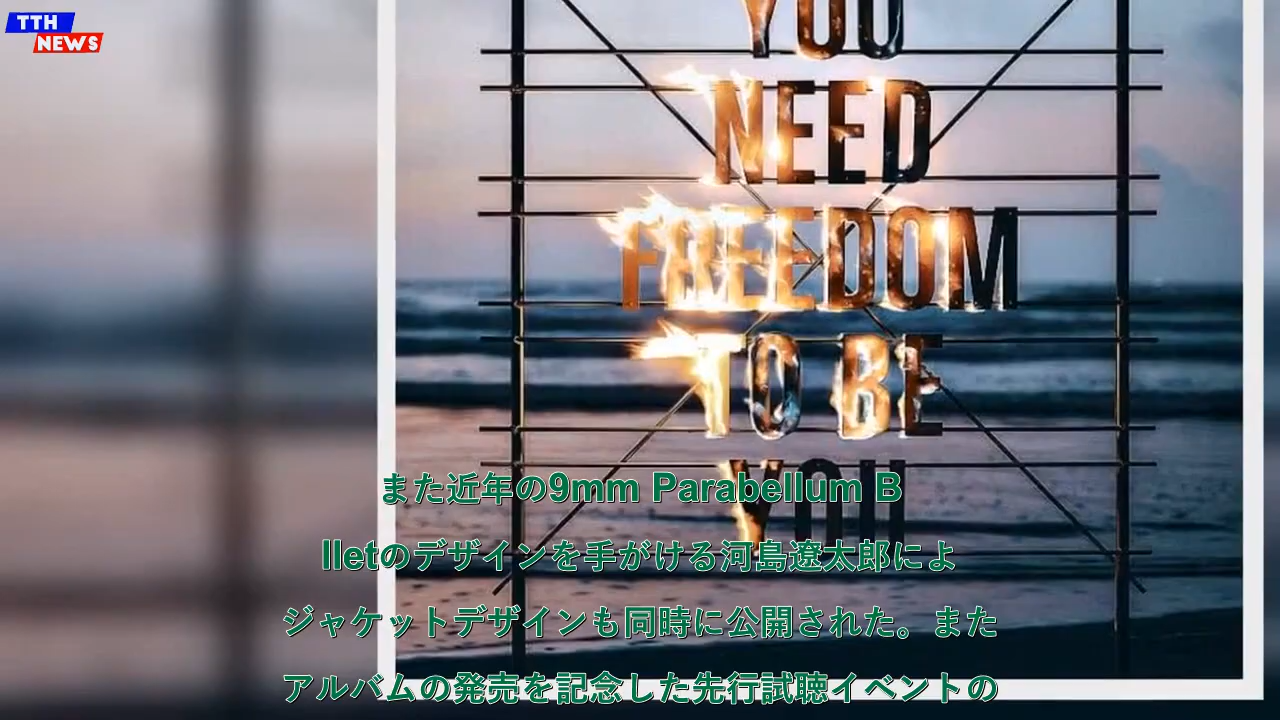 TTH
NEWS
YOU
NEED
FREEDOM
TO BE
YOU
また近年の9mm Parabellum B
lletのデザインを手がける河島遼太郎によ
ジャケットデザインも同時に公開された。また
アルバムの発売を記念した先行試聴イベントの